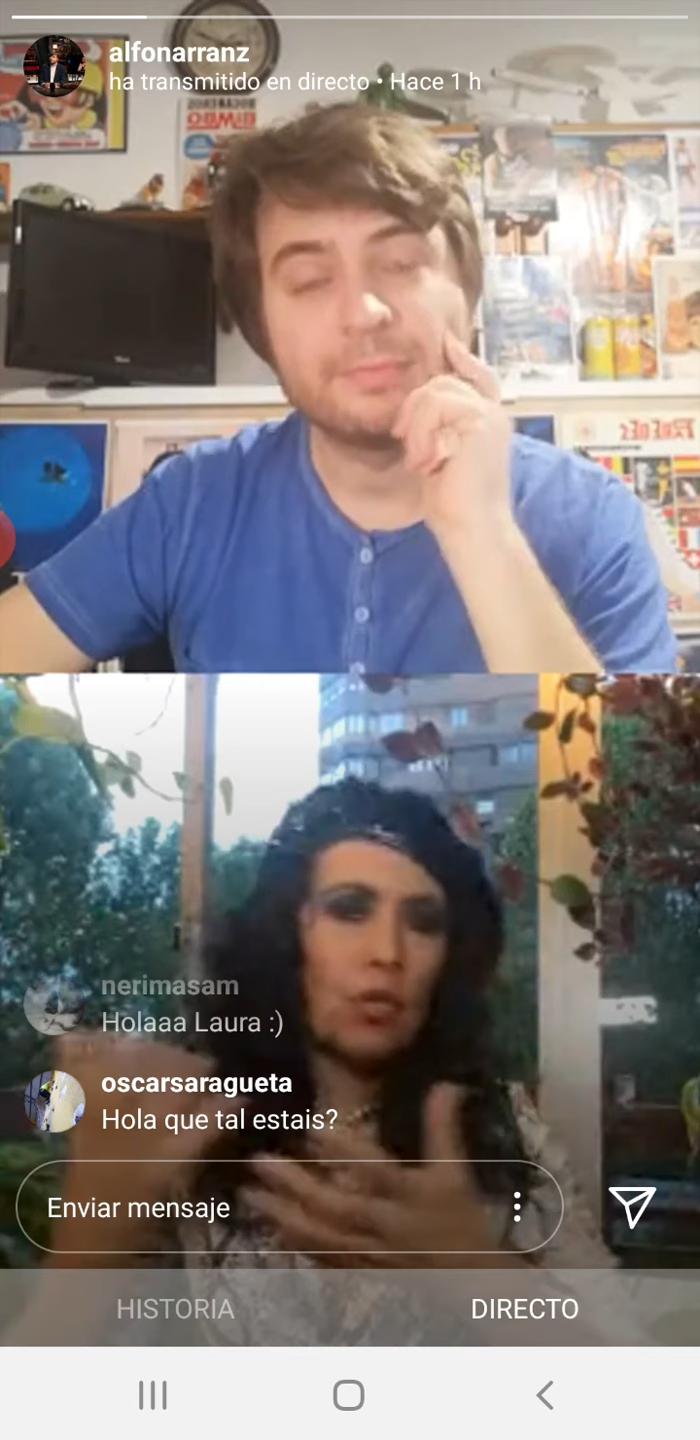 alfonarranz
ha transmitido en directo • Hace 1 h
BIMBO
nerimasam
Holaaa Laura :)
oscarsaragueta
Hola que tal estais?
Enviar mensaje
HISTORIA
DIRECTO